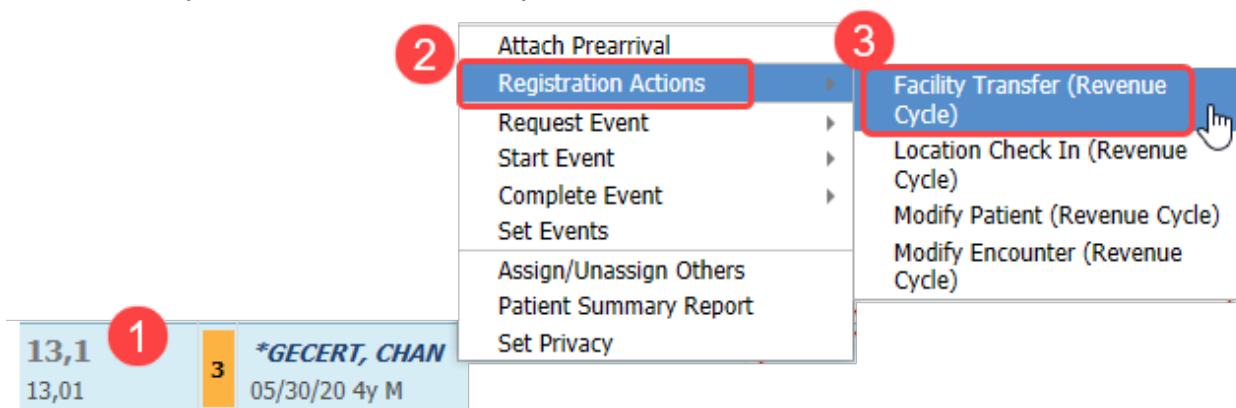 2
Attach Prearrival
3
Registration Actions
Facility Transfer (Revenue
Cycle)
Request Event
Location Check In (Revenue
Cycle)
Start Event
Complete Event
Modify Patient (Revenue Cycle)
Set Events
Modify Encounter (Revenue
Cycle)
Assign/Unassign Others
Patient Summary Report
Set Privacy
1
13,1
3
*GECERT, CHAN
13,01
05/30/20 4y M